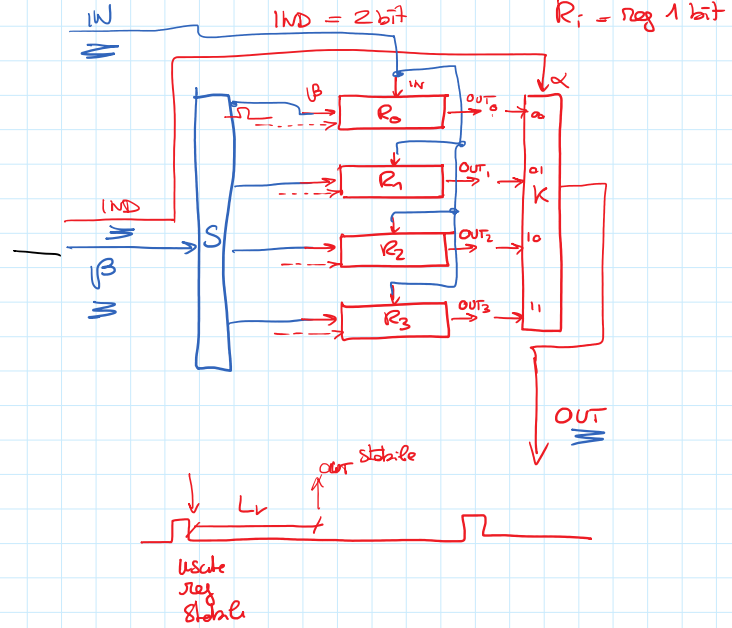 IN
IND = 2 bit
Ri = reg 1 bit
α
β
IN
R0
OUT0
00
IND
R1
OUT1
01
K
S
β
R2
OUT2
10
R3
OUT3
11
OUT
OUT stabile
Lv
uscite
reg
stabili